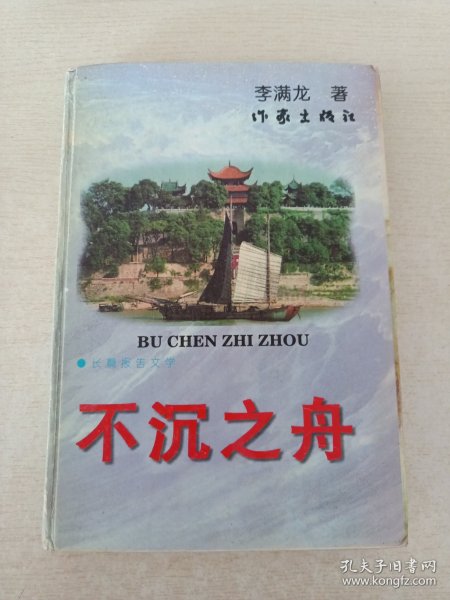 李满龙 著
作家出版社
BU CHEN ZHI ZHOU
长篇报告文学
不沉之舟
孔夫子旧书网
www.kongfz.com